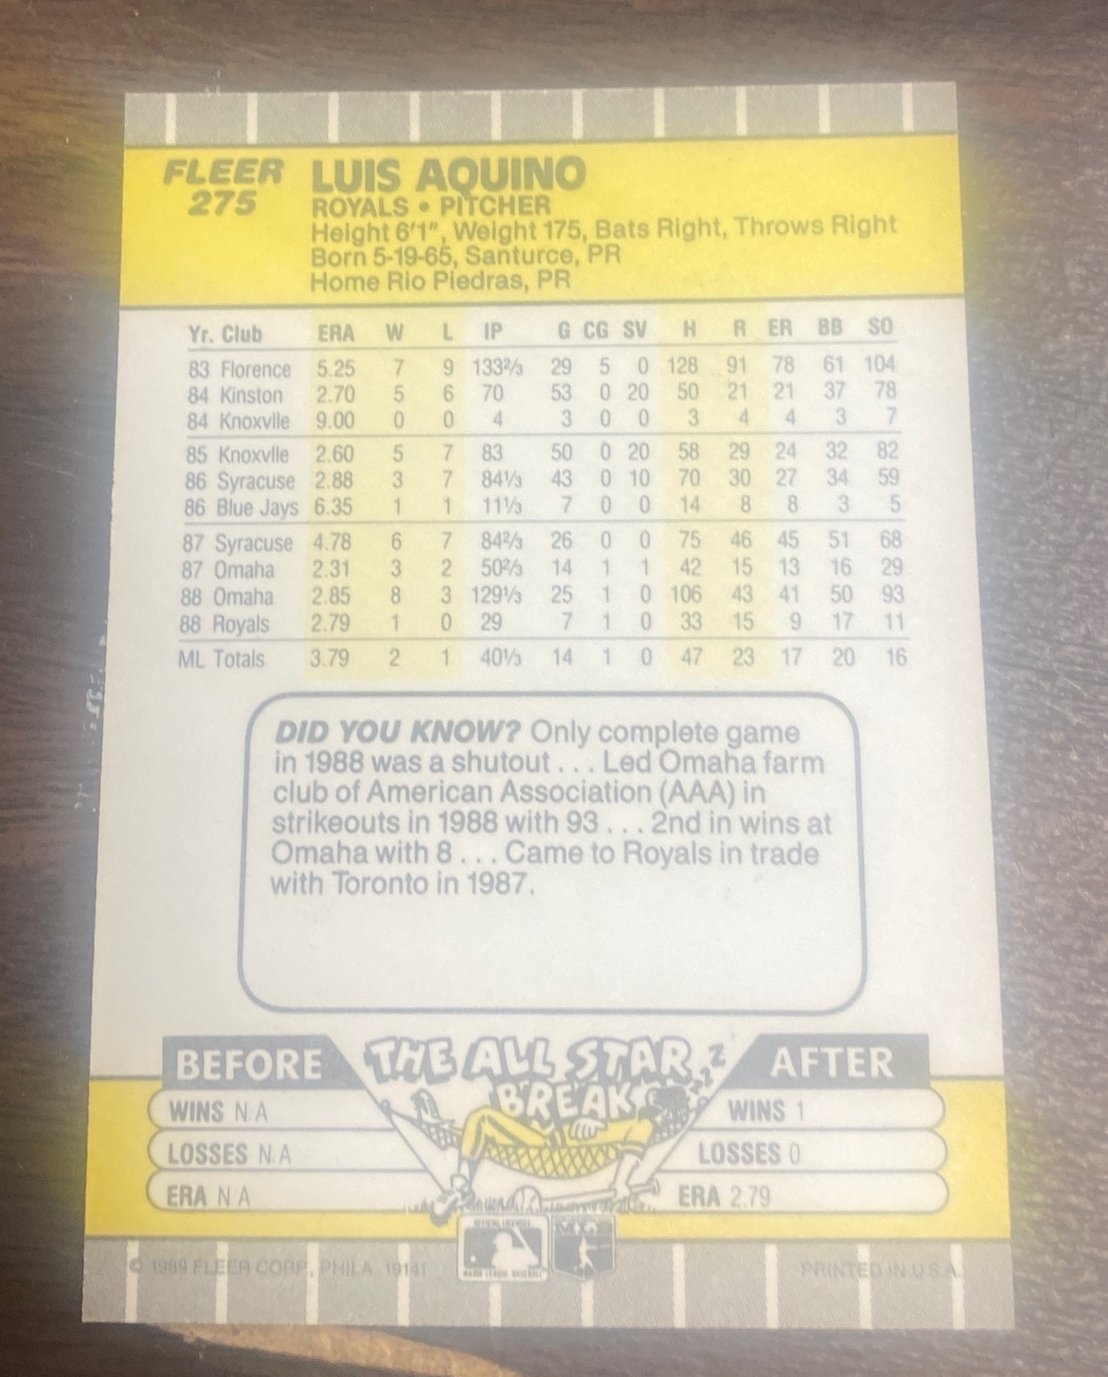 FLEER
275
LUIS AQUINO
ROYALS • PITCHER
Height 6'1", Weight 175, Bats Right, Throws Right
Born 5-19-65, Santurce, PR
Home Rio Piedras, PR
Yr. Club ERA W L IP G CG SV H R ER BB SO
83 Florence 5.25 7 9 133⅔ 29 5 0 128 91 78 61 104
84 Kinston 2.70 5 6 70 53 0 20 50 21 21 37 78
84 Knoxvlle 9.00 0 0 4 3 0 0 3 4 4 3 7
85 Knoxvlle 2.60 5 7 83 50 0 20 58 29 24 32 82
86 Syracuse 2.88 3 7 84⅓ 43 0 10 70 30 27 34 59
86 Blue Jays 6.35 1 1 11⅓ 7 0 0 14 8 8 3 5
87 Syracuse 4.78 6 7 84⅔ 26 0 0 75 46 45 51 68
87 Omaha 2.31 3 2 50⅔ 14 1 1 42 15 13 16 29
88 Omaha 2.85 8 3 129⅓ 25 1 0 106 43 41 50 93
88 Royals 2.79 1 0 29 7 1 0 33 15 9 17 11
ML Totals 3.79 2 1 40⅓ 14 1 0 47 23 17 20 16
DID YOU KNOW? Only complete game
in 1988 was a shutout . . . Led Omaha farm
club of American Association (AAA) in
strikeouts in 1988 with 93 . . . 2nd in wins at
Omaha with 8 . . . Came to Royals in trade
with Toronto in 1987.
BEFORE THE ALL STAR BREAK AFTER
WINS N A WINS 1
LOSSES N A LOSSES 0
ERA N A ERA 2.79
© 1989 FLEER CORP., PHILA. 19141
PRINTED IN U.S.A.